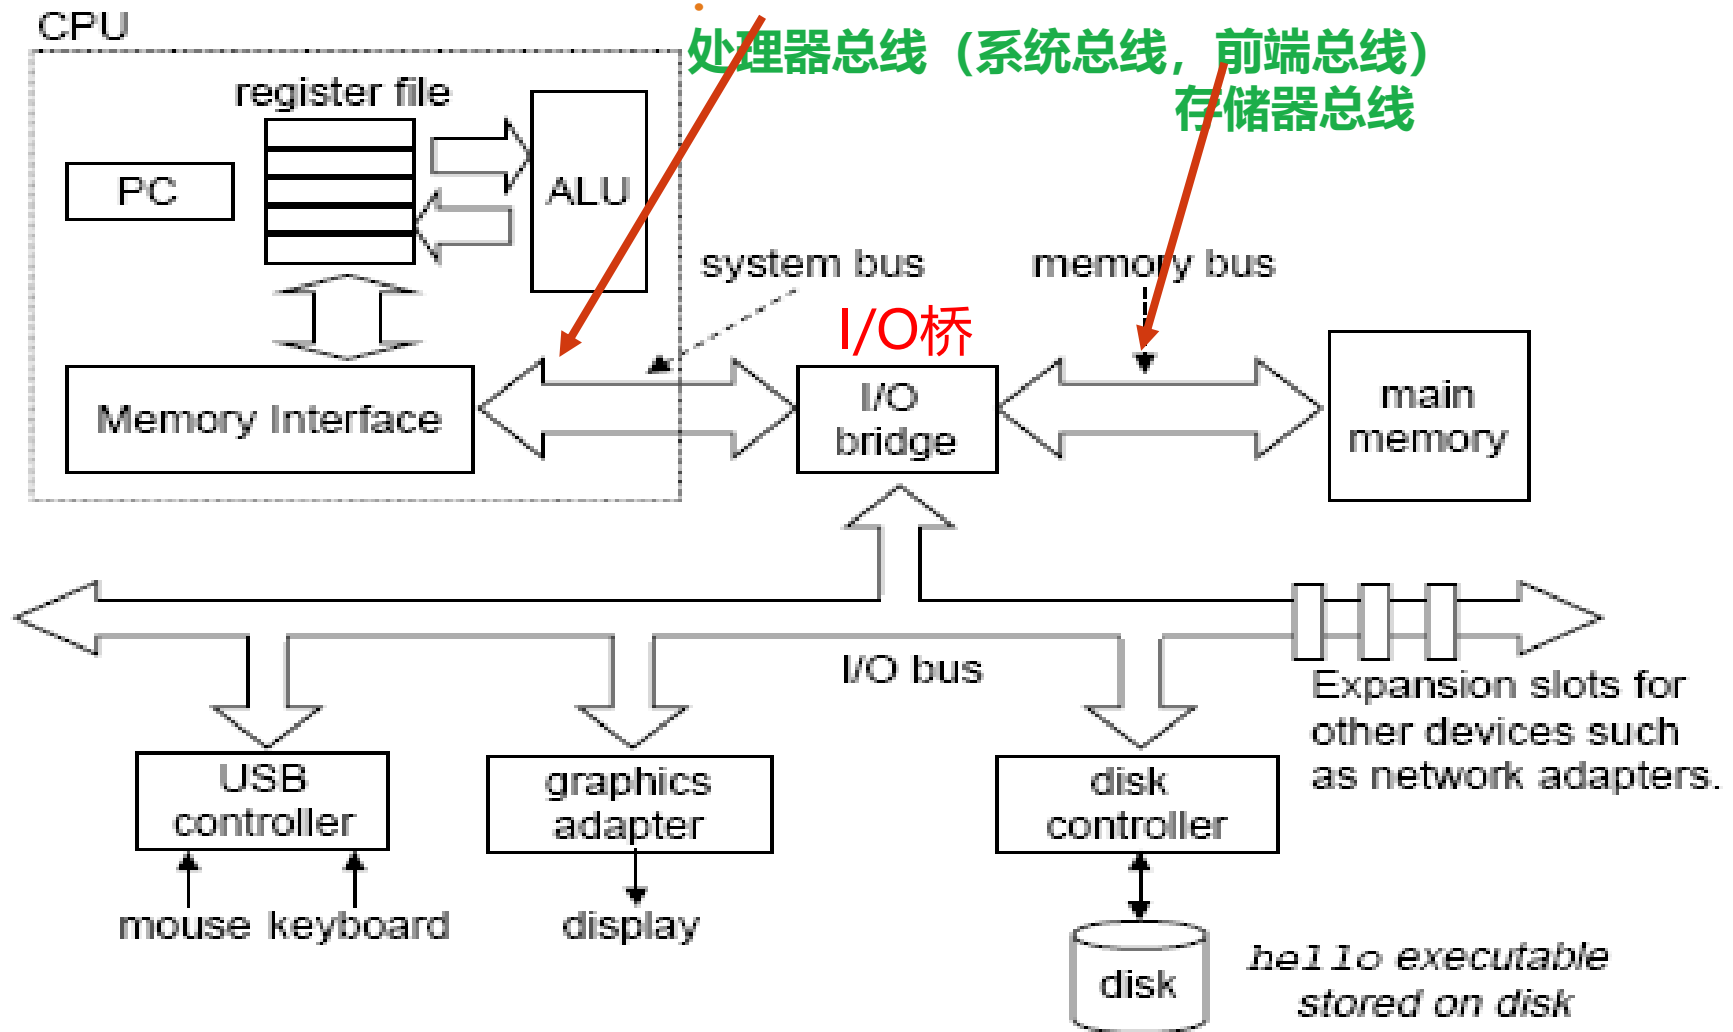 CPU
处理器总线（系统总线，前端总线）
存储器总线
register file
PC
ALU
system bus
memory bus
I/O桥
Memory Interface
I/O
bridge
main
memory
I/O bus
Expansion slots for
other devices such
as network adapters.
USB
controller
graphics
adapter
disk
controller
mouse
keyboard
display
disk
hello executable
stored on disk